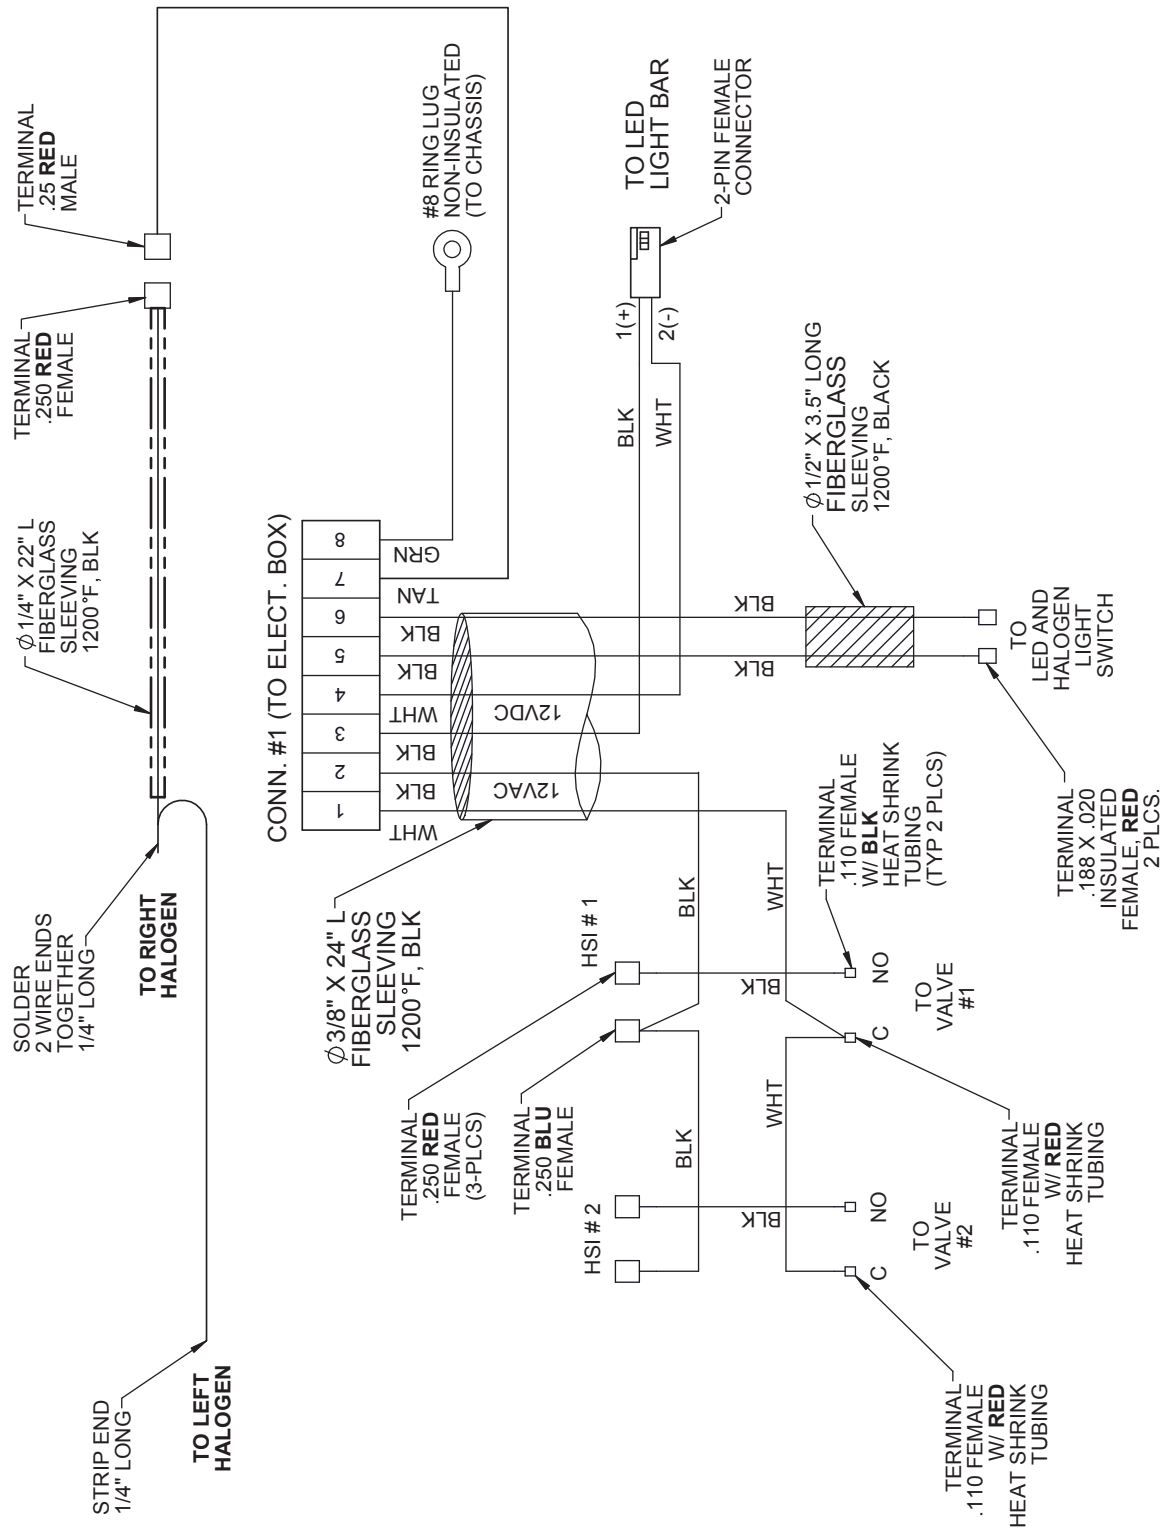 STRIP END
1/4" LONG
TO LEFT
HALOGEN
SOLDER
2 WIRE ENDS
TOGETHER
1/4" LONG
TO RIGHT
HALOGEN
Ø 1/4" X 22" L
FIBERGLASS
SLEEVING
1200°F, BLK
TERMINAL
.250 RED
FEMALE
TERMINAL
.25 RED
MALE
CONN. #1 (TO ELECT. BOX)
1
2
3
4
5
6
7
8
WHT
BLK
BLK
WHT
BLK
BLK
TAN
GRN
12VAC
12VDC
#8 RING LUG
NON-INSULATED
(TO CHASSIS)
Ø 3/8" X 24" L
FIBERGLASS
SLEEVING
1200°F, BLK
TO LED
LIGHT BAR
1(+)
2(-)
2-PIN FEMALE
CONNECTOR
BLK
WHT
Ø 1/2" X 3.5" LONG
FIBERGLASS
SLEEVING
1200°F, BLACK
BLK
BLK
TO
LED AND
HALOGEN
LIGHT
SWITCH
TERMINAL
.188 X .020
INSULATED
FEMALE, RED
2 PLCS.
HSI # 1
HSI # 2
TERMINAL
.250 RED
FEMALE
(3-PLCS)
TERMINAL
.250 BLU
FEMALE
BLK
BLK
BLK
BLK
WHT
WHT
TERMINAL
.110 FEMALE
W/ BLK
HEAT SHRINK
TUBING
(TYP 2 PLCS)
NO
C
TO
VALVE
#1
NO
C
TO
VALVE
#2
TERMINAL
.110 FEMALE
W/ RED
HEAT SHRINK
TUBING
TERMINAL
.110 FEMALE
W/ RED
HEAT SHRINK
TUBING